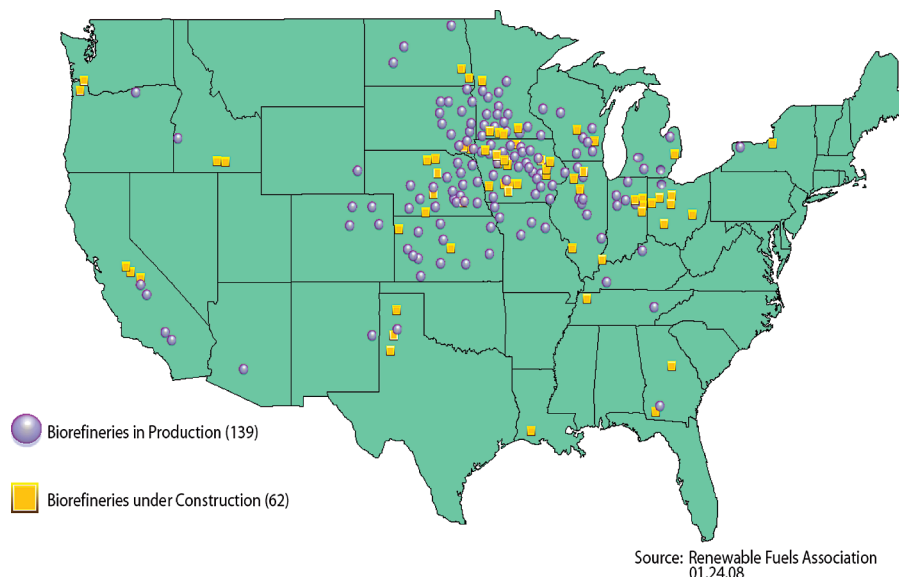 Biorefineries in Production (139)
Biorefineries under Construction (62)
Source: Renewable Fuels Association
01.24.08